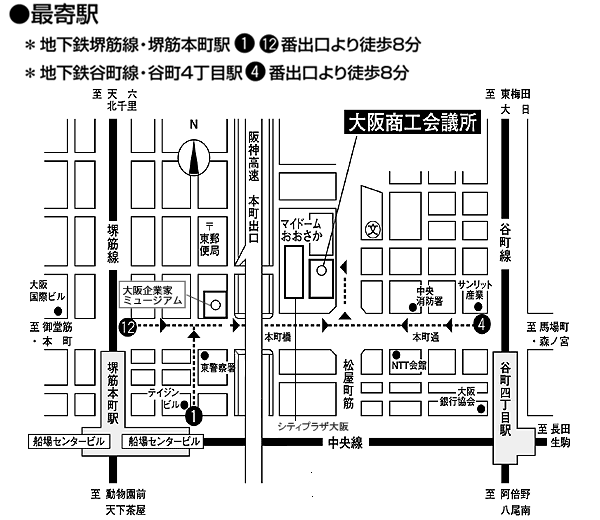 ●最寄駅
＊地下鉄堺筋線・堺筋本町駅❶⓬番出口より徒歩8分
＊地下鉄谷町線・谷町4丁目駅❹番出口より徒歩8分
至 天六
北千里
至 東梅田
大日
大阪商工会議所
N
阪神高速 本町出口
堺筋線
谷町線
〒
東郵
便局
マイドーム
おおさか
文
大阪
国際ビル
大阪企業家
ミュージアム
中央
消防署
サンリット
産業
至 御堂筋
・本町
12
本町橋
本町通
4
至 馬場町
・森ノ宮
堺筋本町駅
東警察署
松屋町筋
NTT会館
谷町四丁目駅
テイジン
ビル
1
大阪
銀行協会
シティプラザ大阪
船場センタービル
船場センタービル
中央線
至 長田
生駒
至 動物園前
天下茶屋
至 阿倍野
八尾南